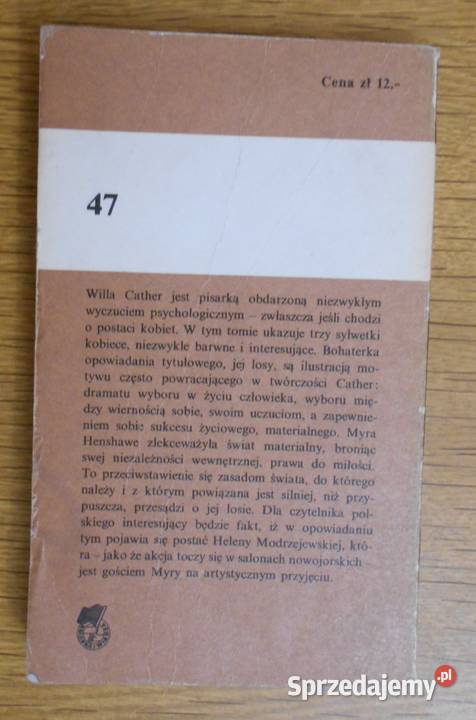 Cena zł 12.-
47
Willa Cather jest pisarką obdarzoną niezwykłym
wyczuciem psychologicznym – zwłaszcza jeśli chodzi
o postaci kobiet. W tym tomie ukazuje trzy sylwetki
kobiece, niezwykle barwne i interesujące. Bohaterka
opowiadania tytułowego, jej losy, są ilustracją mo-
tywu często powracającego w twórczości Cather:
dramatu wyboru w życiu człowieka, wyboru mię-
dzy wiernością sobie, swoim uczuciom, a zapewnie-
niem sobie sukcesu życiowego, materialnego. Myra
Henshawe zlekceważyła świat materialny, broniąc
swej niezależności wewnętrznej, prawa do miłości.
To przeciwstawienie się zasadom świata, do którego
należy i z którym powiązana jest silniej, niż przy-
puszcza, przesądzi o jej losie. Dla czytelnika pol-
skiego interesujący będzie fakt, iż w opowiadaniu
tym pojawia się postać Heleny Modrzejewskiej, któ-
ra – jako że akcja toczy się w salonach nowojorskich –
jest gościem Myry na artystycznym przyjęciu.
Sprzedajemy.pl